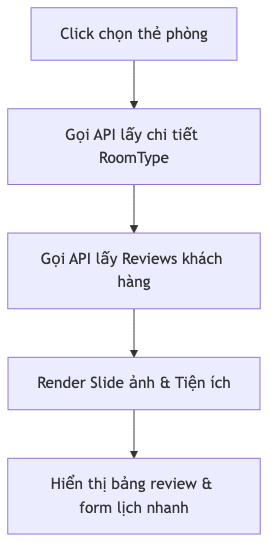 Click chọn thẻ phòng
Gọi API lấy chi tiết
RoomType
Gọi API lấy Reviews khách
hàng
Render Slide ảnh & Tiện ích
Hiển thị bảng review &
form lịch nhanh